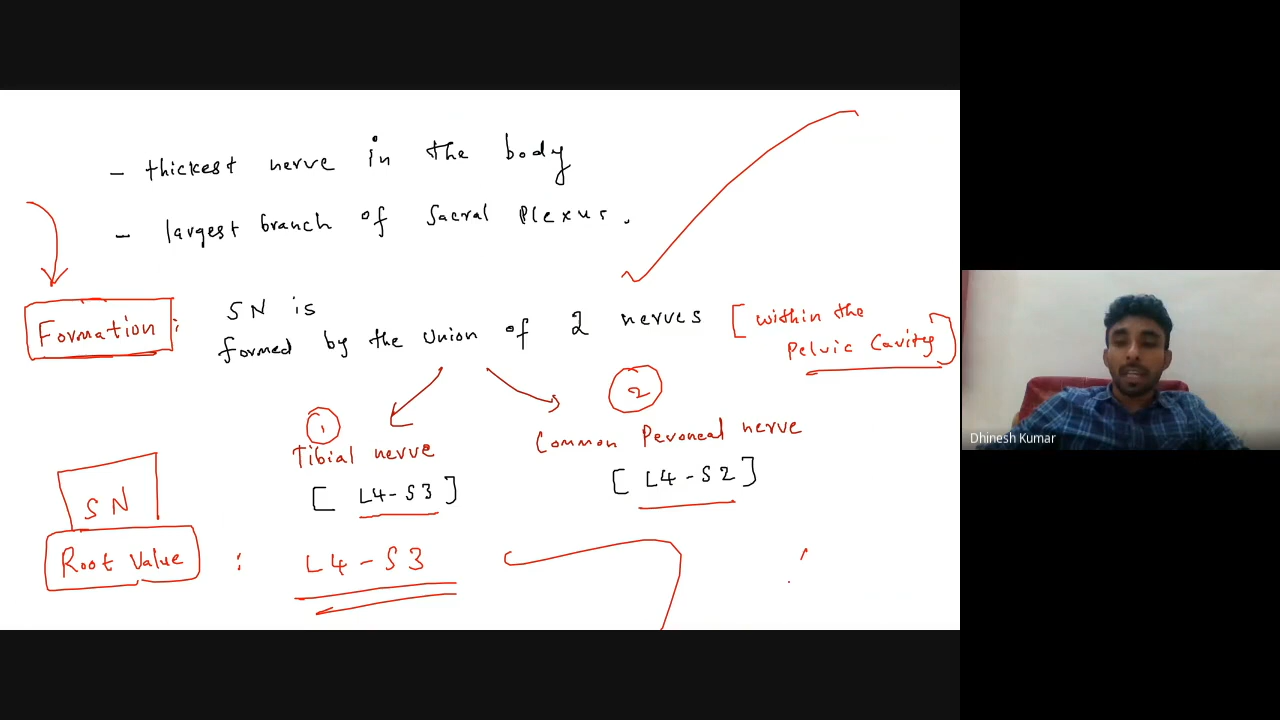 - thickest nerve in the body
- largest branch of Sacral Plexus.
Formation: SN is
formed by the Union of 2 nerves [within the
Pelvic Cavity]
1 2
Tibial nerve Common Peroneal nerve
[L4-S3] [L4-S2]
SN
Root Value : L4-S3
Dhinesh Kumar